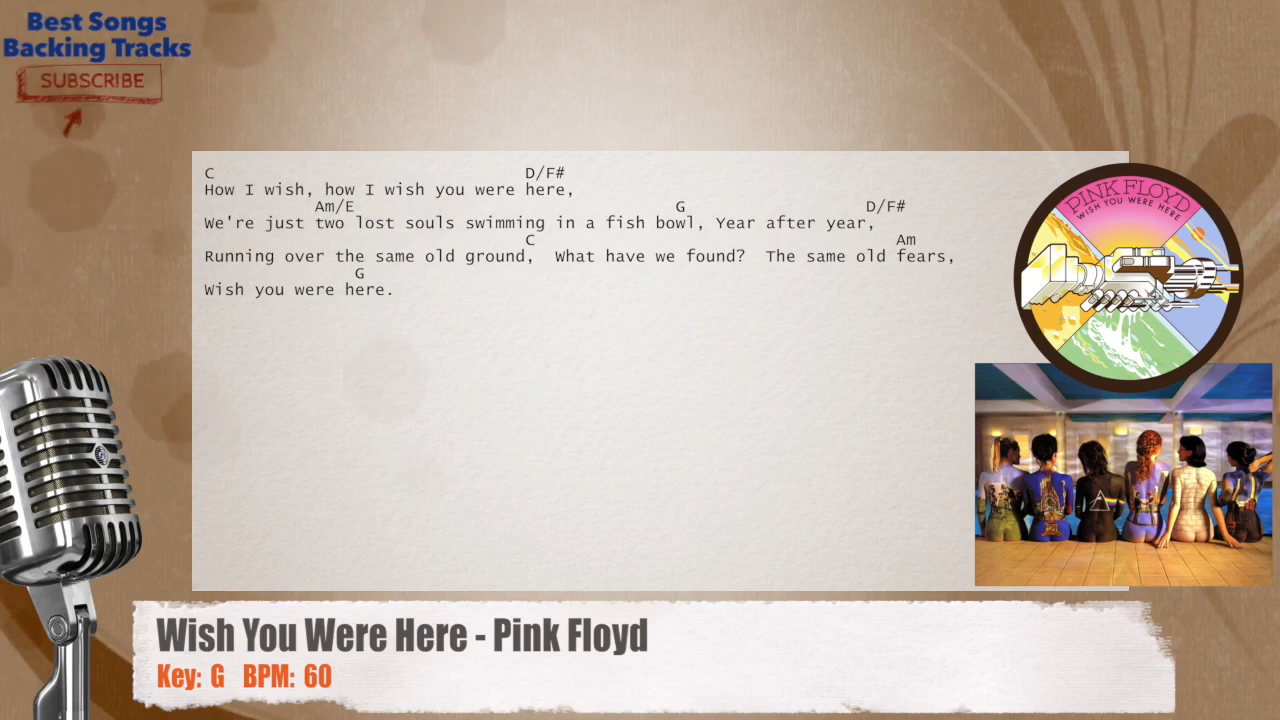 Best Songs
Backing Tracks
SUBSCRIBE
C D/F#
How I wish, how I wish you were here,
Am/E G D/F#
We're just two lost souls swimming in a fish bowl, Year after year,
C Am
Running over the same old ground, What have we found? The same old fears,
G
Wish you were here.
PINK FLOYD
WISH YOU WERE HERE
Wish You Were Here - Pink Floyd
Key: G BPM: 60